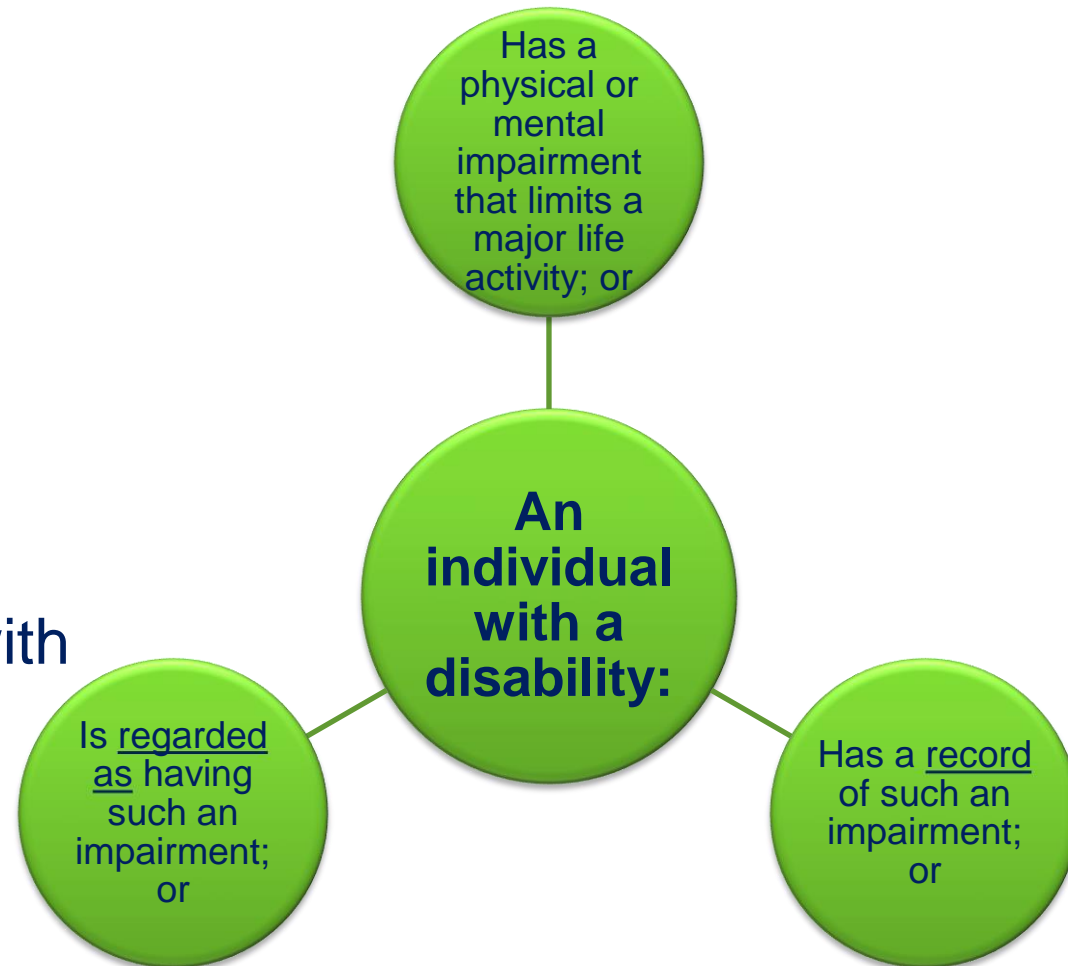 Has a
physical or
mental
impairment
that limits a
major life
activity; or
An
individual
with a
disability:
Has a record
of such an
impairment;
or
Is regarded
as having
such an
impairment;
or